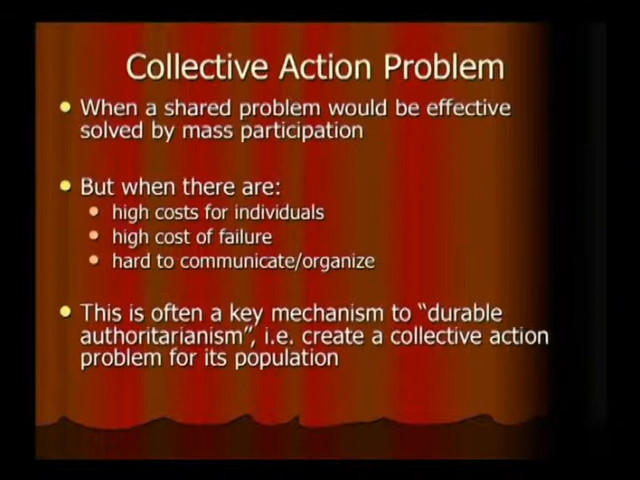 Collective Action Problem
When a shared problem would be effective
solved by mass participation
But when there are:
high costs for individuals
high cost of failure
hard to communicate/organize
This is often a key mechanism to “durable
authoritarianism”, i.e. create a collective action
problem for its population